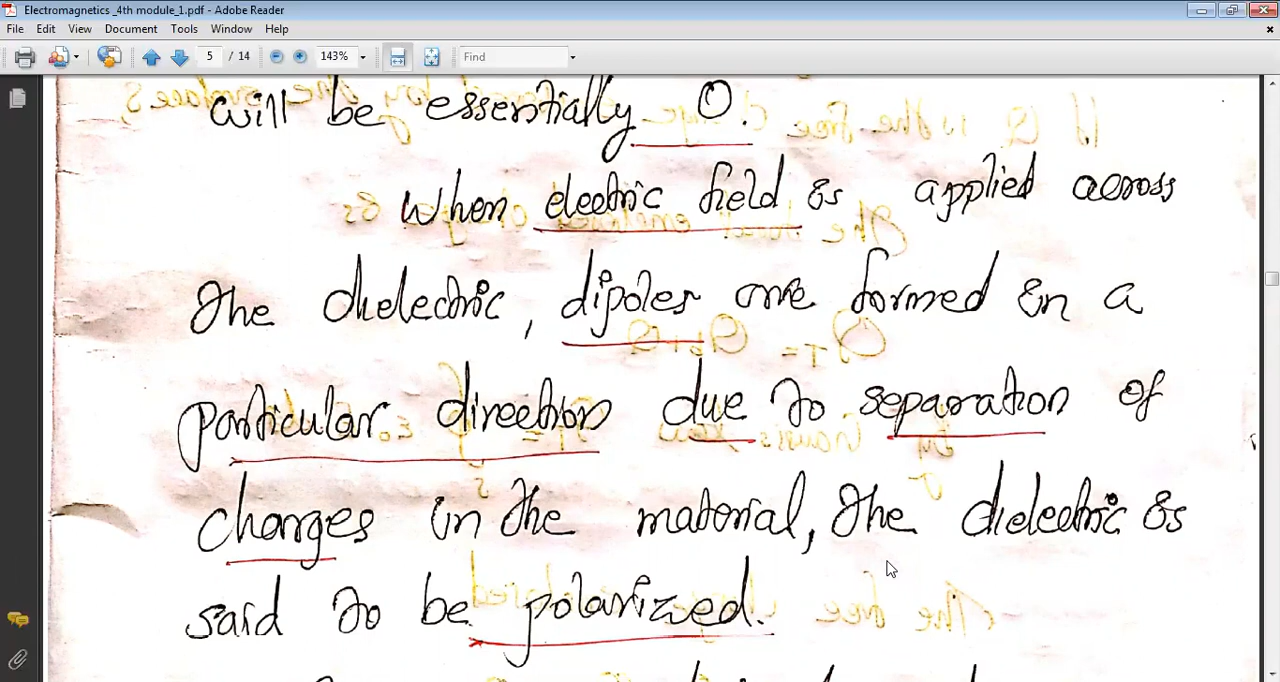 Electromagnetics _4th module_1.pdf - Adobe Reader
File Edit View Document Tools Window Help
5 / 14 143% Find
will be essentially 0.
When electric field is applied across
the dielectric, dipoles are formed in a
particular direction due to separation of
charges in the material, the dielectric is
said to be polarized.